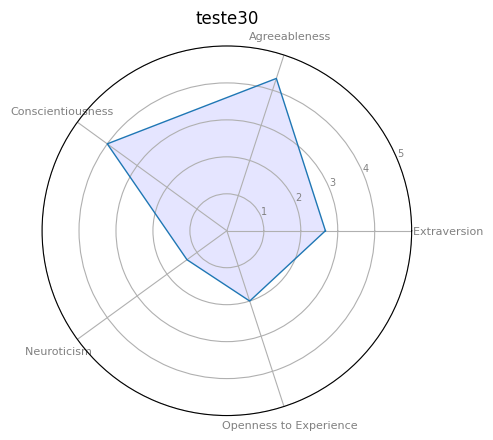 teste30
Agreeableness
Conscientiousness
5
4
3
2
1
Extraversion
Neuroticism
Openness to Experience